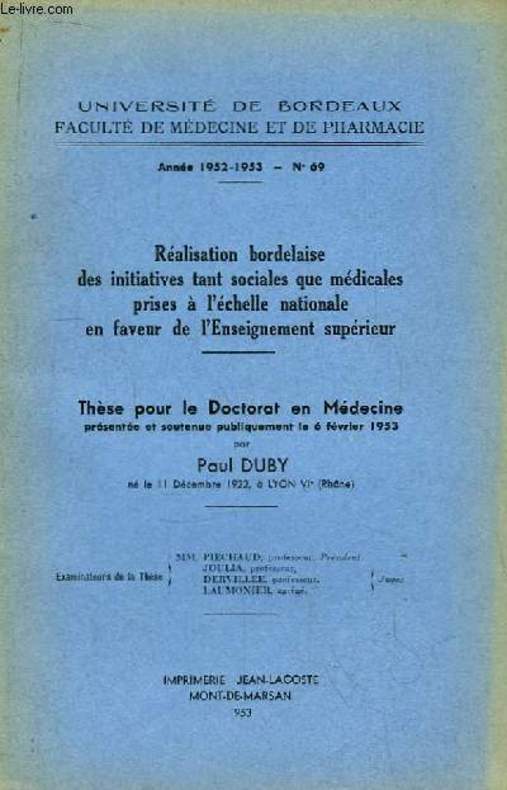 Le-livre.com
UNIVERSITÉ DE BORDEAUX
FACULTÉ DE MÉDECINE ET DE PHARMACIE
Année 1952-1953 - N° 69
Réalisation bordelaise
des initiatives tant sociales que médicales
prises à l'échelle nationale
en faveur de l'Enseignement supérieur
Thèse pour le Doctorat en Médecine
présentée et soutenue publiquement le 6 février 1953
par
Paul DUBY
né le 11 Décembre 1922, à LYON VIe (Rhône)
MM. PIECHAUD, professeur, Président.
JOULIA, professeur,
Examinateurs de la Thèse
DERVILLEE, professeur,
Juges
LAUMONIER, agrégé.
IMPRIMERIE JEAN-LACOSTE
MONT-DE-MARSAN
953